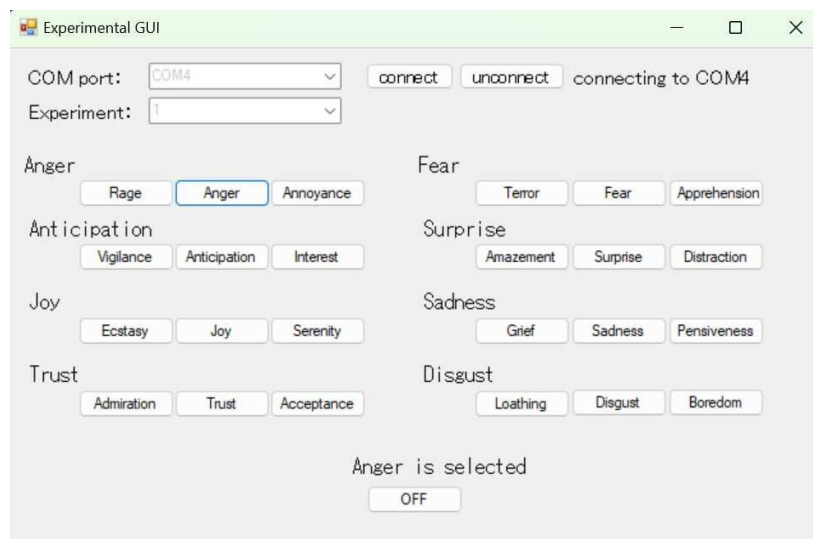 Experimental GUI
COM port: COM4 connect unconnect connecting to COM4
Experiment: 1
Anger Fear
Rage Anger Annoyance Terror Fear Apprehension
Anticipation Surprise
Vigilance Anticipation Interest Amazement Surprise Distraction
Joy Sadness
Ecstasy Joy Serenity Grief Sadness Pensiveness
Trust Disgust
Admiration Trust Acceptance Loathing Disgust Boredom
Anger is selected
OFF